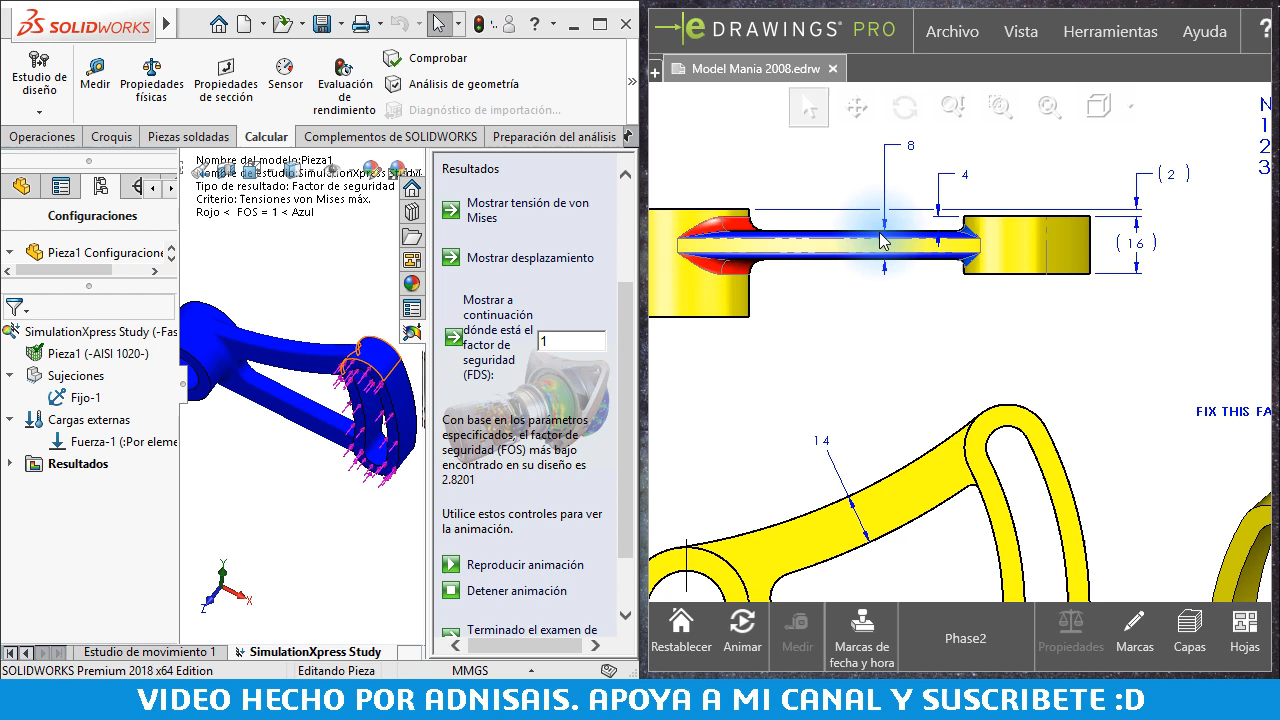 SOLIDWORKS
Estudio de
diseño
Medir
Propiedades
físicas
Propiedades
de sección
Sensor
Evaluación
de
rendimiento
Comprobar
Análisis de geometría
Diagnóstico de importación...
Operaciones
Croquis
Piezas soldadas
Calcular
Complementos de SOLIDWORKS
Preparación del análisis
Configuraciones
Pieza1 Configuracione
SimulationXpress Study (-Fas
Pieza1 (-AISI 1020-)
Sujeciones
Fijo-1
Cargas externas
Fuerza-1 (:Por eleme
Resultados
Nombre del modelo:Pieza1
Nombre de estudio:SimulationXpress Study(
Tipo de resultado: Factor de seguridad
Criterio: Tensiones von Mises máx.
Rojo < FOS = 1 < Azul
Y
X
Z
Resultados
Mostrar tensión de von
Mises
Mostrar desplazamiento
Mostrar a
continuación
dónde está el
factor de
seguridad
(FDS):
1
Con base en los parámetros
especificados, el factor de
seguridad (FOS) más bajo
encontrado en su diseño es
2.8201
Utilice estos controles para ver
la animación.
Reproducir animación
Detener animación
Terminado el examen de
Estudio de movimiento 1
SimulationXpress Study
SOLIDWORKS Premium 2018 x64 Edition
Editando Pieza
MMGS
eDRAWINGS® PRO
Archivo
Vista
Herramientas
Ayuda
?
Model Mania 2008.edrw
N
1
2
3
8
4
( 2 )
( 16 )
14
FIX THIS FA
Restablecer
Animar
Medir
Marcas de
fecha y hora
Phase2
Propiedades
Marcas
Capas
Hojas
VIDEO HECHO POR ADNISAIS. APOYA A MI CANAL Y SUSCRIBETE :D